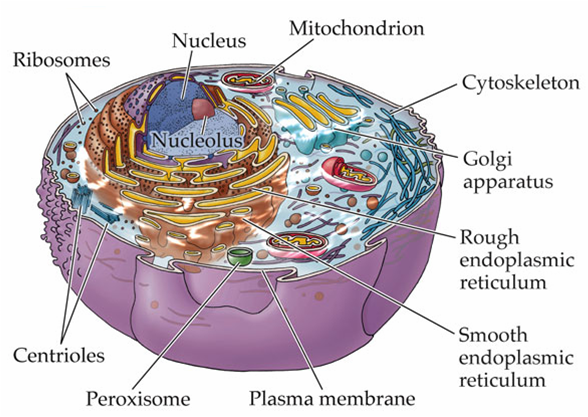 Mitochondrion
Nucleus
Ribosomes
Cytoskeleton
Nucleolus
Golgi
apparatus
Rough
endoplasmic
reticulum
Smooth
endoplasmic
reticulum
Centrioles
Peroxisome
Plasma membrane